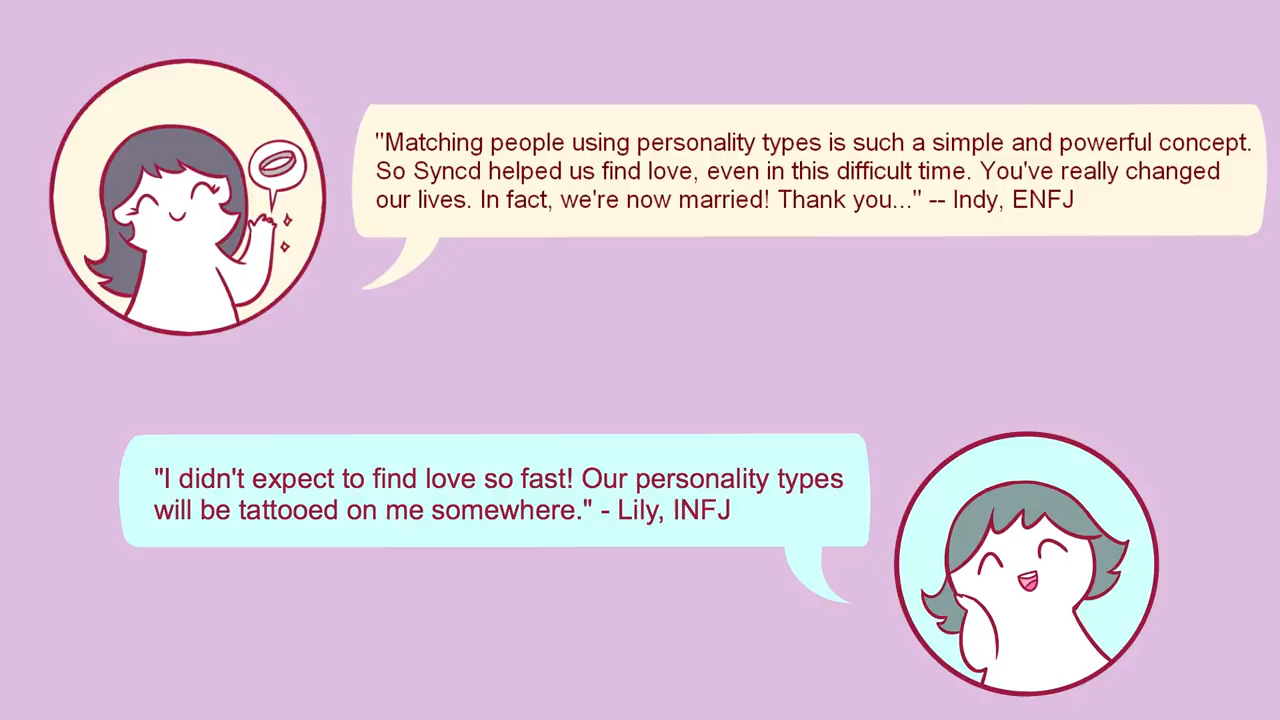 "Matching people using personality types is such a simple and powerful concept.
So Syncd helped us find love, even in this difficult time. You've really changed
our lives. In fact, we're now married! Thank you..." -- Indy, ENFJ
"I didn't expect to find love so fast! Our personality types
will be tattooed on me somewhere." - Lily, INFJ